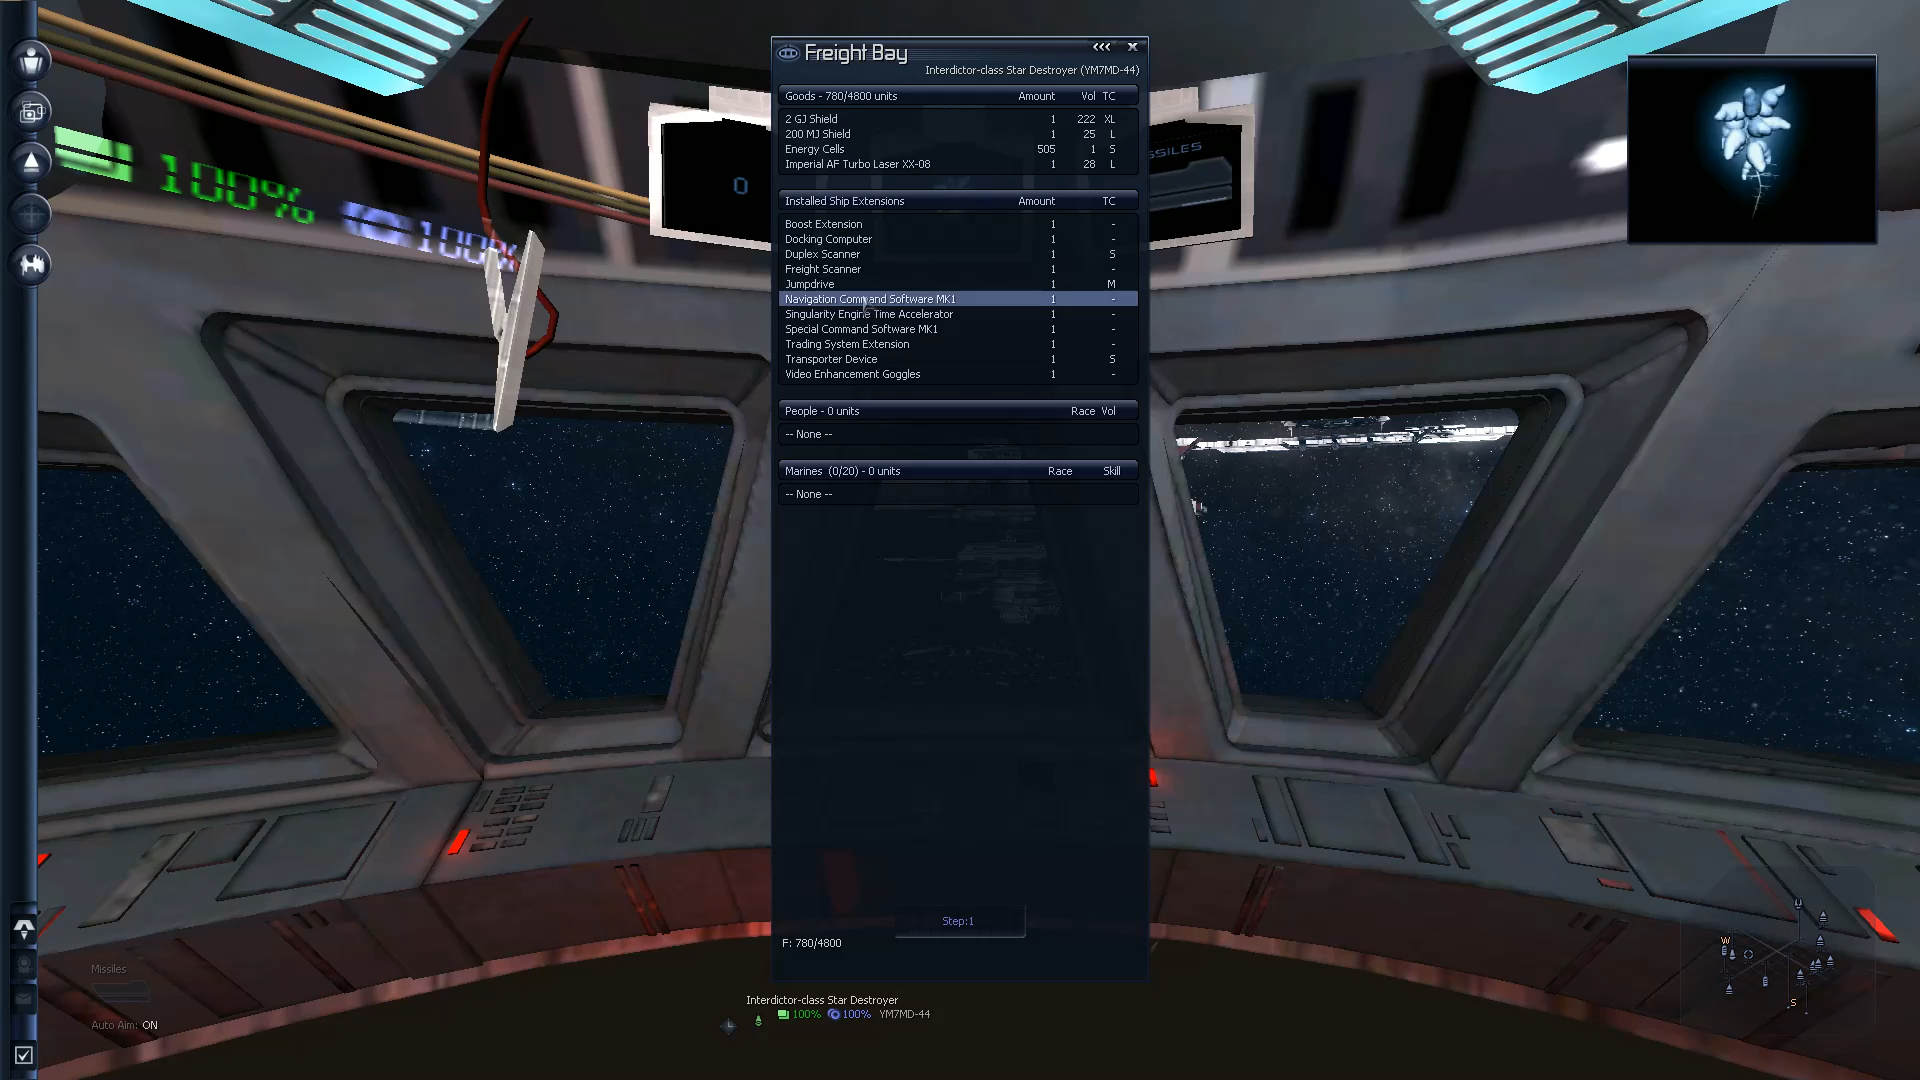 Freight Bay
Interdictor-class Star Destroyer (YM7MD-44)
Goods - 780/4800 units Amount Vol TC
2 GJ Shield 1 222 XL
200 MJ Shield 1 25 L
Energy Cells 505 1 S
Imperial AF Turbo Laser XX-08 1 28 L
Installed Ship Extensions Amount TC
Boost Extension 1 -
Docking Computer 1 -
Duplex Scanner 1 S
Freight Scanner 1 -
Jumpdrive 1 M
Navigation Command Software MK1 1 -
Singularity Engine Time Accelerator 1 -
Special Command Software MK1 1 -
Trading System Extension 1 -
Transporter Device 1 S
Video Enhancement Goggles 1 -
People - 0 units Race Vol
-- None --
Marines (0/20) - 0 units Race Skill
-- None --
Step:1
F: 780/4800
100%
100%
0
SSILES
Missiles
Auto Aim: ON
Interdictor-class Star Destroyer
100% 100% YM7MD-44
W
S